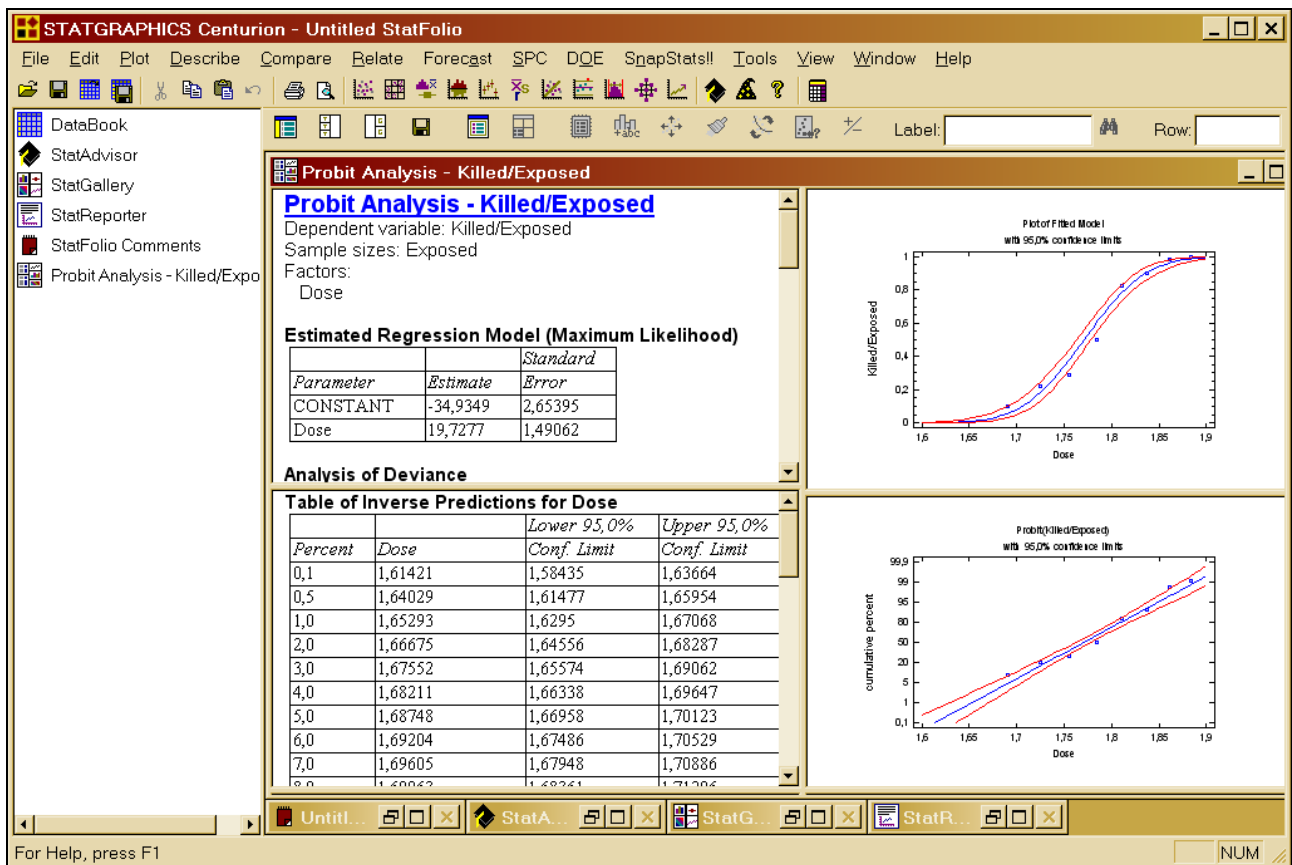 STATGRAPHICS Centurion - Untitled StatFolio
File Edit Plot Describe Compare Relate Forecast SPC DOE SnapStats!! Tools View Window Help
Label: Row:
DataBook
StatAdvisor
StatGallery
StatReporter
StatFolio Comments
Probit Analysis - Killed/Expo
Probit Analysis - Killed/Exposed
Probit Analysis - Killed/Exposed
Dependent variable: Killed/Exposed
Sample sizes: Exposed
Factors:
Dose
Estimated Regression Model (Maximum Likelihood)
Standard
Parameter Estimate Error
CONSTANT -34,9349 2,65395
Dose 19,7277 1,49062
Analysis of Deviance
Table of Inverse Predictions for Dose
Lower 95,0% Upper 95,0%
Percent Dose Conf. Limit Conf. Limit
0,1 1,61421 1,58435 1,63664
0,5 1,64029 1,61477 1,65954
1,0 1,65293 1,6295 1,67068
2,0 1,66675 1,64556 1,68287
3,0 1,67552 1,65574 1,69062
4,0 1,68211 1,66338 1,69647
5,0 1,68748 1,66958 1,70123
6,0 1,69204 1,67486 1,70529
7,0 1,69605 1,67948 1,70886
Plot of Fitted Model
with 95,0% confidence limits
Killed/Exposed
1
0,8
0,6
0,4
0,2
0
1,6 1,65 1,7 1,75 1,8 1,85 1,9
Dose
Probit(Killed/Exposed)
with 95,0% confidence limits
cumulative percent
99,9
99
95
80
50
20
5
1
0,1
1,6 1,65 1,7 1,75 1,8 1,85 1,9
Dose
Untitl... StatA... StatG... StatR...
For Help, press F1
NUM